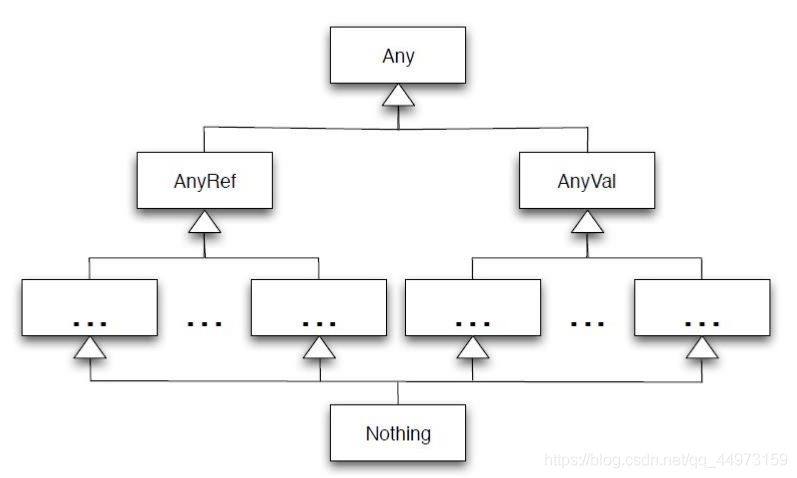 Any
AnyRef
AnyVal
... ... ... ... ... ...
Nothing
https://blog.csdn.net/qq_44973159